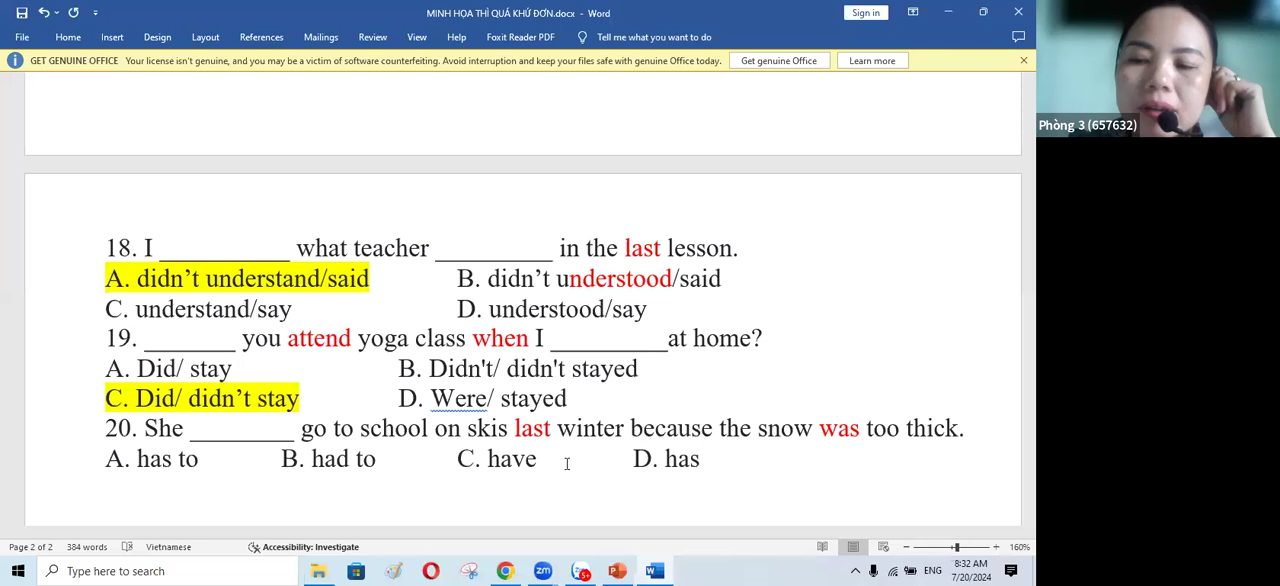 MINH HỌA THÌ QUÁ KHỨ ĐƠN.docx - Word
Sign in
File Home Insert Design Layout References Mailings Review View Help Foxit Reader PDF Tell me what you want to do
GET GENUINE OFFICE Your license isn't genuine, and you may be a victim of software counterfeiting. Avoid interruption and keep your files safe with genuine Office today. Get genuine Office Learn more
Phòng 3 (657632)
18. I __________ what teacher _________ in the last lesson.
A. didn’t understand/said B. didn’t understood/said
C. understand/say D. understood/say
19. _______ you attend yoga class when I _________at home?
A. Did/ stay B. Didn't/ didn't stayed
C. Did/ didn’t stay D. Were/ stayed
20. She ________ go to school on skis last winter because the snow was too thick.
A. has to B. had to C. have D. has
Page 2 of 2 384 words Vietnamese Accessibility: Investigate 160%
Type here to search
ENG
8:32 AM
7/20/2024